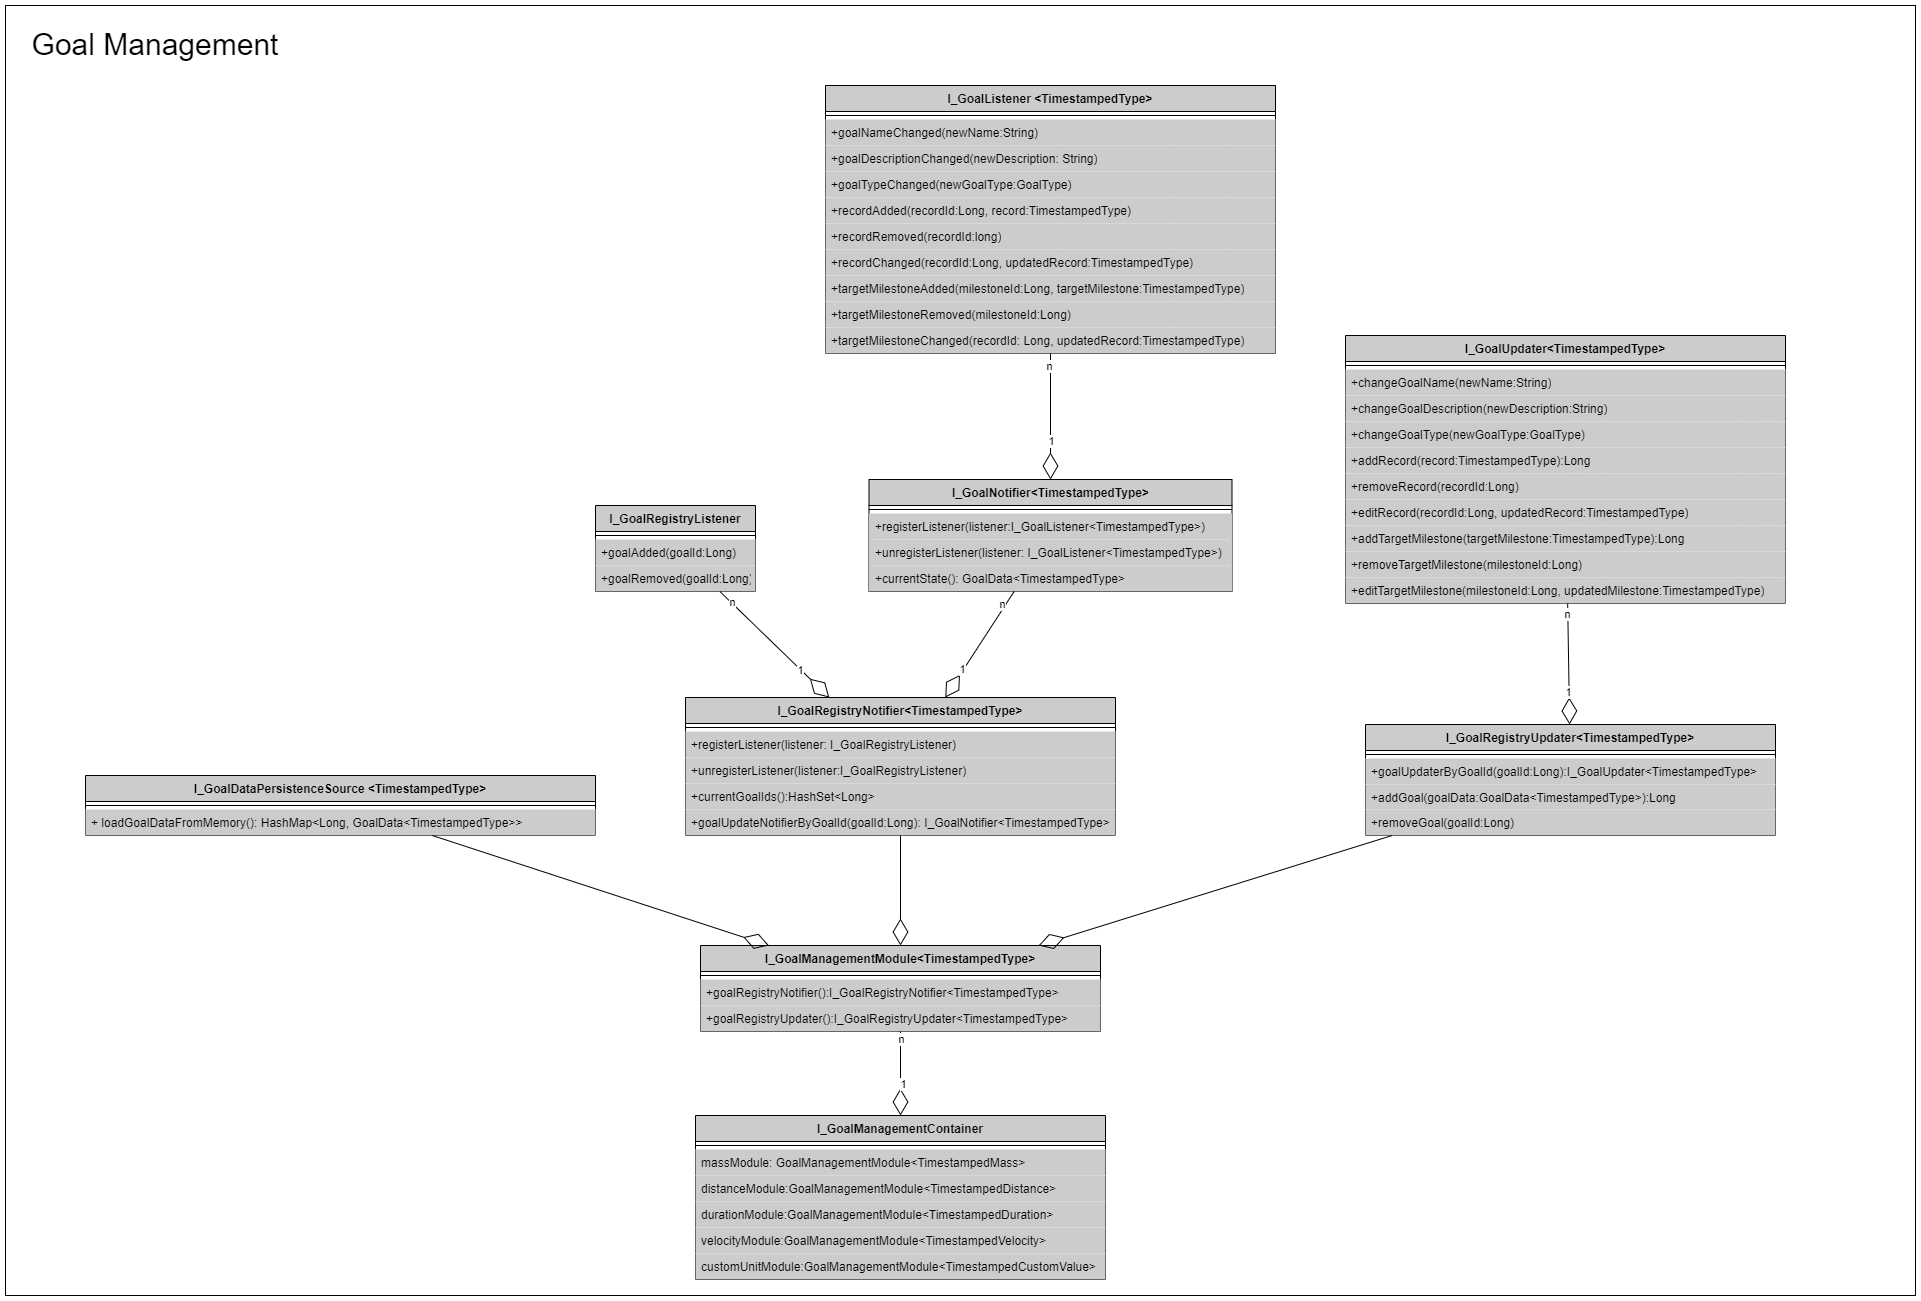 Goal Management
I_GoalListener <TimestampedType>
+goalNameChanged(newName:String)
+goalDescriptionChanged(newDescription: String)
+goalTypeChanged(newGoalType:GoalType)
+recordAdded(recordId:Long, record:TimestampedType)
+recordRemoved(recordId:long)
+recordChanged(recordId:Long, updatedRecord:TimestampedType)
+targetMilestoneAdded(milestoneId:Long, targetMilestone:TimestampedType)
+targetMilestoneRemoved(milestoneId:Long)
+targetMilestoneChanged(recordId: Long, updatedRecord:TimestampedType)
n
1
I_GoalUpdater<TimestampedType>
+changeGoalName(newName:String)
+changeGoalDescription(newDescription:String)
+changeGoalType(newGoalType:GoalType)
+addRecord(record:TimestampedType):Long
+removeRecord(recordId:Long)
+editRecord(recordId:Long, updatedRecord:TimestampedType)
+addTargetMilestone(targetMilestone:TimestampedType):Long
+removeTargetMilestone(milestoneId:Long)
+editTargetMilestone(milestoneId:Long, updatedMilestone:TimestampedType)
n
1
I_GoalRegistryListener
+goalAdded(goalId:Long)
+goalRemoved(goalId:Long)
n
1
I_GoalNotifier<TimestampedType>
+registerListener(listener:I_GoalListener<TimestampedType>)
+unregisterListener(listener: I_GoalListener<TimestampedType>)
+currentState(): GoalData<TimestampedType>
n
1
I_GoalRegistryNotifier<TimestampedType>
+registerListener(listener: I_GoalRegistryListener)
+unregisterListener(listener:I_GoalRegistryListener)
+currentGoalIds():HashSet<Long>
+goalUpdateNotifierByGoalId(goalId:Long): I_GoalNotifier<TimestampedType>
I_GoalRegistryUpdater<TimestampedType>
+goalUpdaterByGoalId(goalId:Long):I_GoalUpdater<TimestampedType>
+addGoal(goalData:GoalData<TimestampedType>):Long
+removeGoal(goalId:Long)
I_GoalDataPersistenceSource <TimestampedType>
+ loadGoalDataFromMemory(): HashMap<Long, GoalData<TimestampedType>>
I_GoalManagementModule<TimestampedType>
+goalRegistryNotifier():I_GoalRegistryNotifier<TimestampedType>
+goalRegistryUpdater():I_GoalRegistryUpdater<TimestampedType>
n
1
I_GoalManagementContainer
massModule: GoalManagementModule<TimestampedMass>
distanceModule:GoalManagementModule<TimestampedDistance>
durationModule:GoalManagementModule<TimestampedDuration>
velocityModule:GoalManagementModule<TimestampedVelocity>
customUnitModule:GoalManagementModule<TimestampedCustomValue>